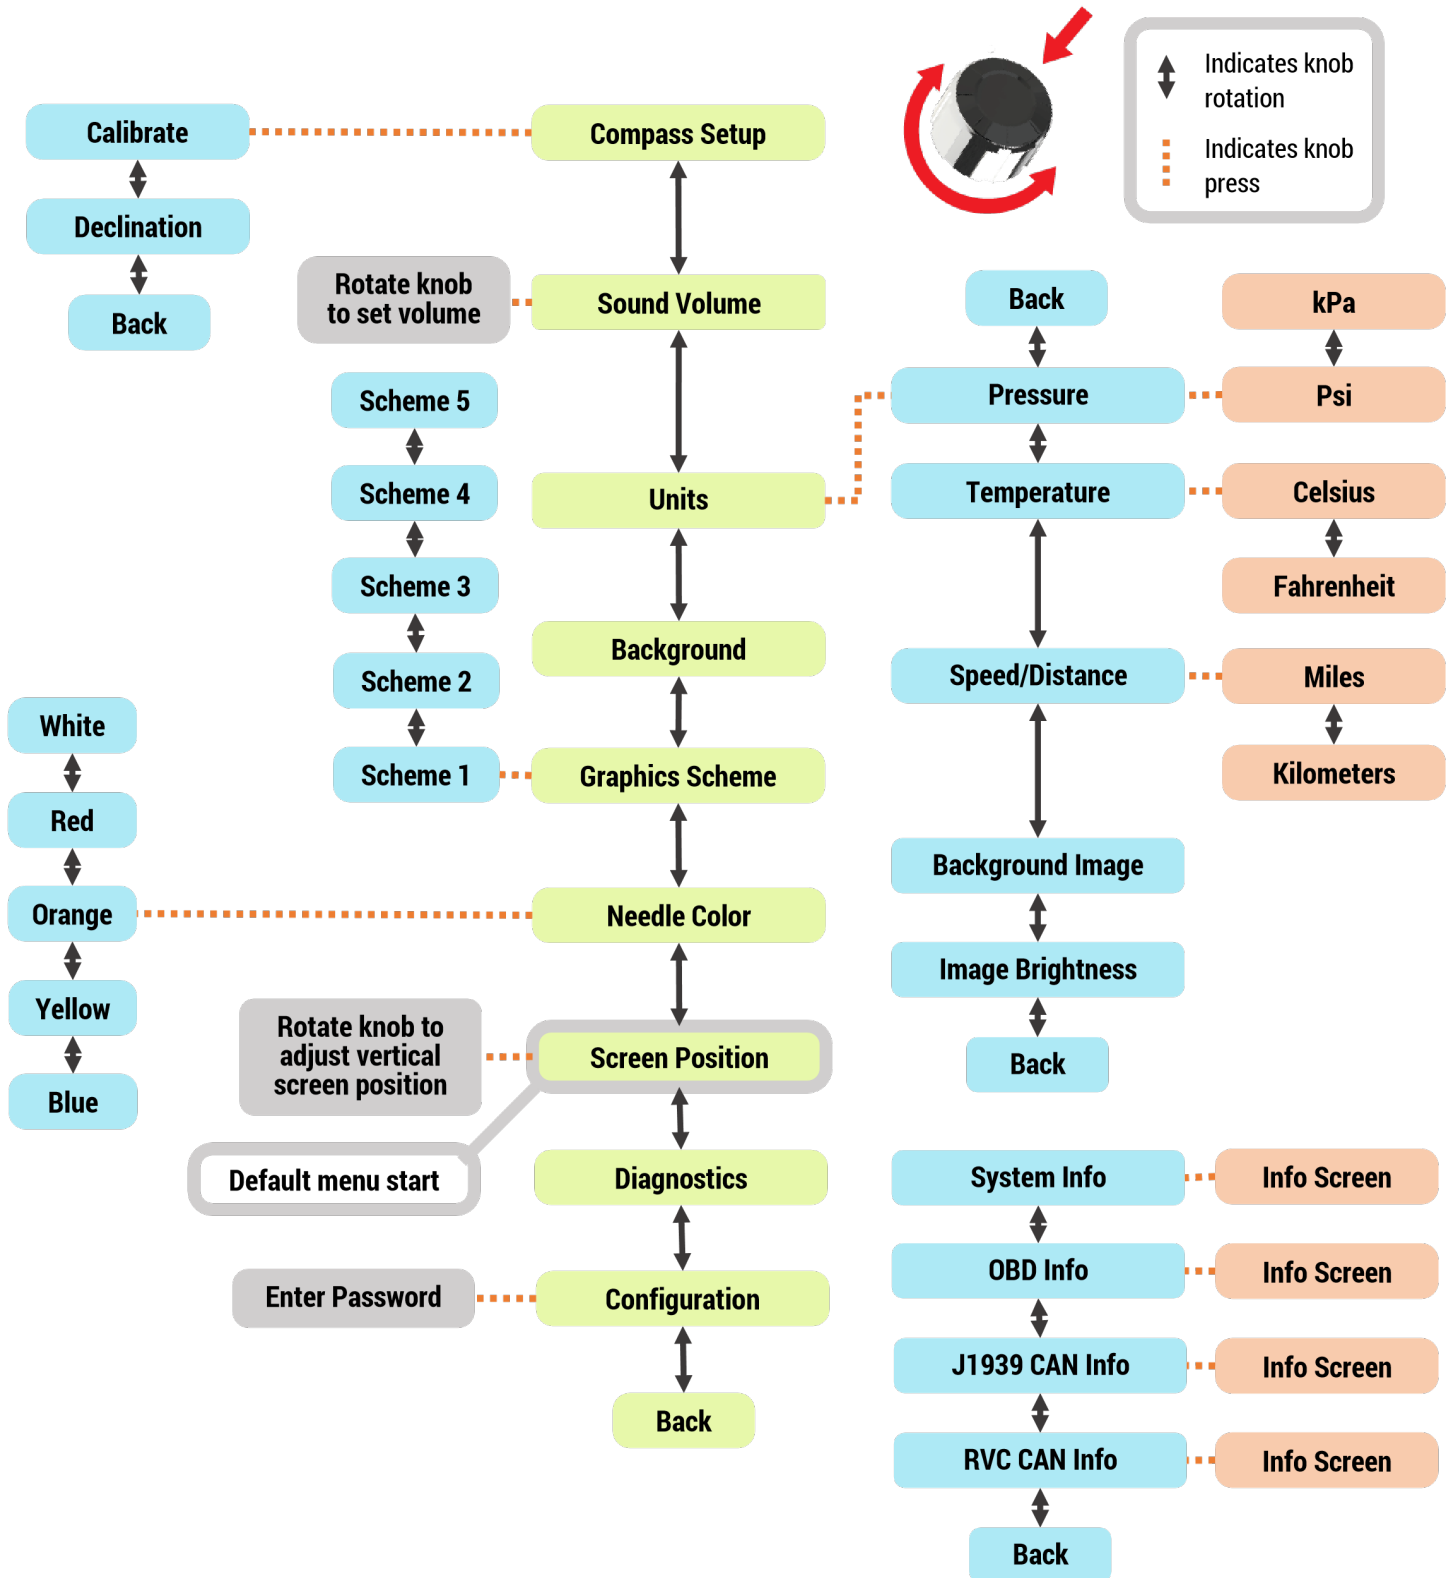 Indicates knob
rotation
Indicates knob
press
Calibrate
Declination
Back
Compass Setup
Rotate knob
to set volume
Sound Volume
Scheme 5
Scheme 4
Scheme 3
Scheme 2
Scheme 1
Units
Background
Graphics Scheme
White
Red
Orange
Yellow
Blue
Needle Color
Rotate knob to
adjust vertical
screen position
Screen Position
Default menu start
Diagnostics
Enter Password
Configuration
Back
Back
Pressure
Temperature
Speed/Distance
Background Image
Image Brightness
Back
kPa
Psi
Celsius
Fahrenheit
Miles
Kilometers
System Info
Info Screen
OBD Info
Info Screen
J1939 CAN Info
Info Screen
RVC CAN Info
Info Screen
Back